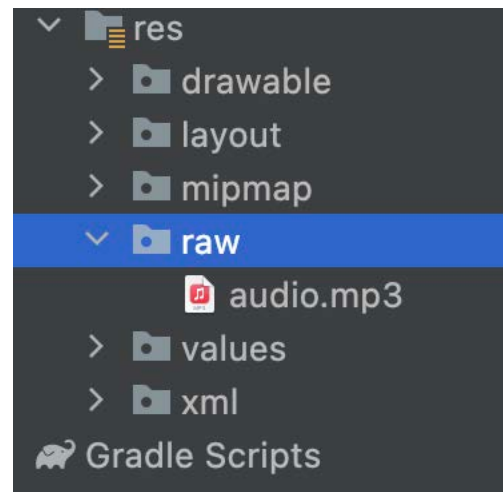 res
drawable
layout
mipmap
raw
audio.mp3
values
xml
Gradle Scripts